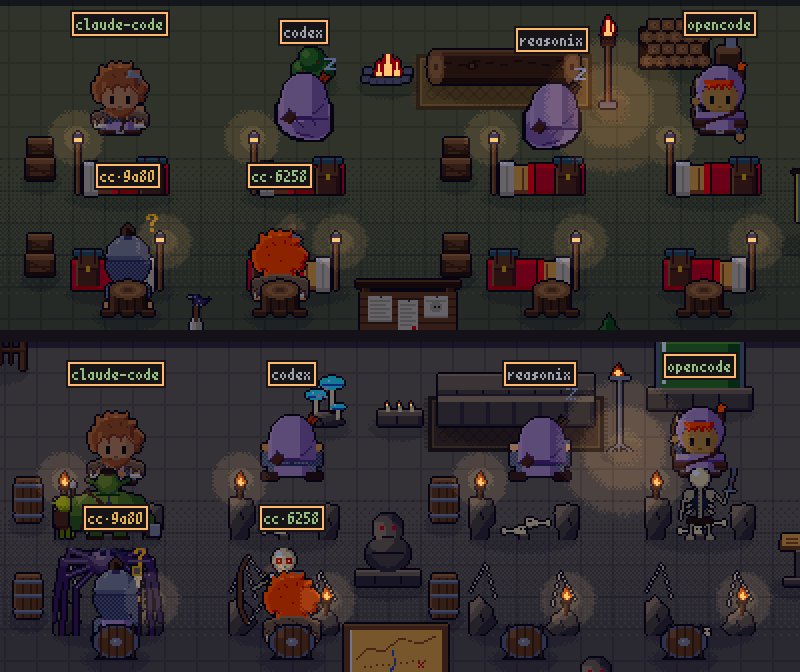 claude-code
codex
reasonix
opencode
z
z
cc·9a80
cc·6258
?
claude-code
codex
reasonix
opencode
z
cc·9a80
cc·6258
?